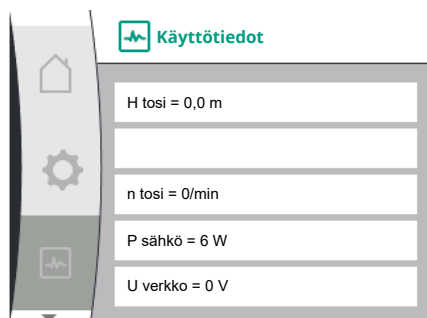 Käyttötiedot
H tosi = 0,0 m
n tosi = 0/min
P sähkö = 6 W
U verkko = 0 V